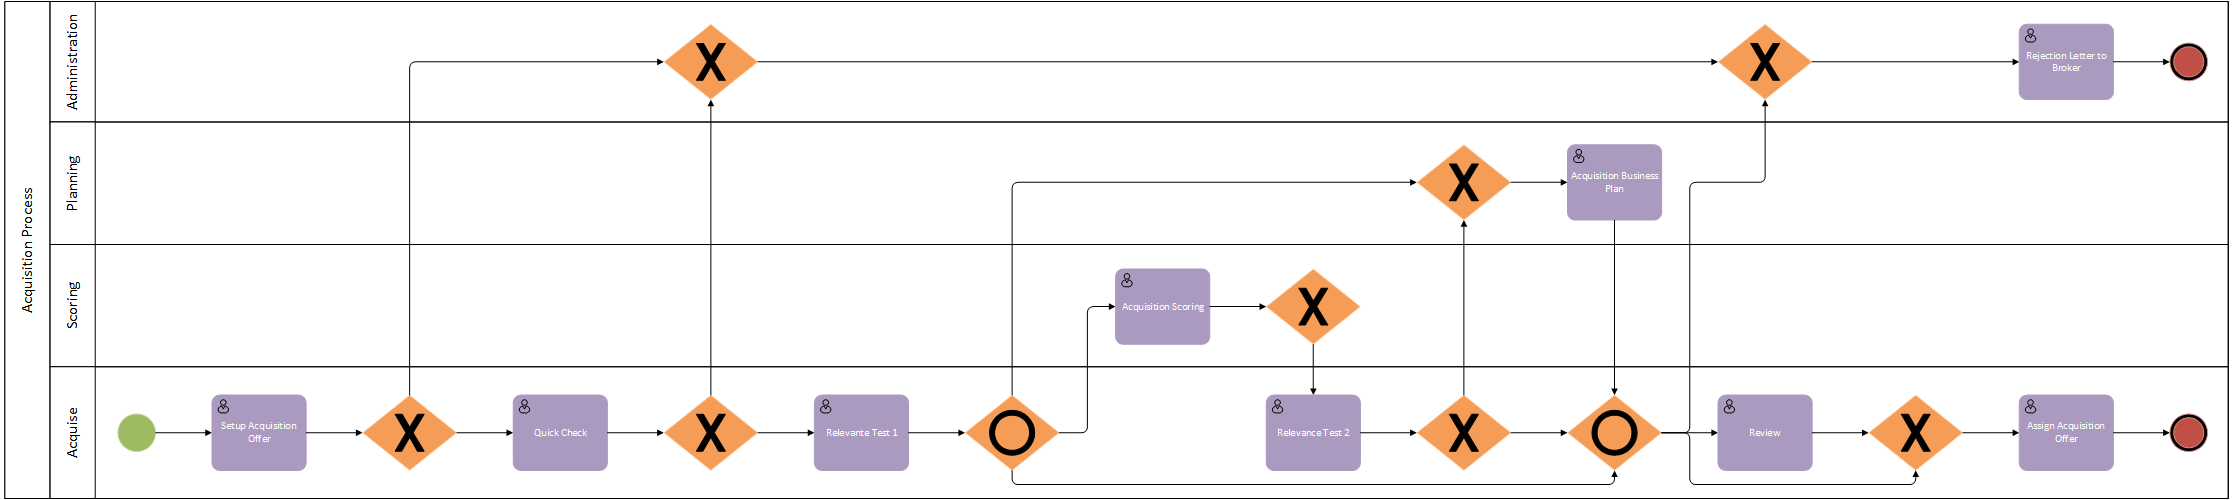 Acquisition Process
Administration
Rejection Letter to
Broker
Planning
Acquisition Business
Plan
Scoring
Acquisition Scoring
Acquise
Setup Acquisition
Offer
Quick Check
Relevante Test 1
Relevance Test 2
Review
Assign Acquisition
Offer